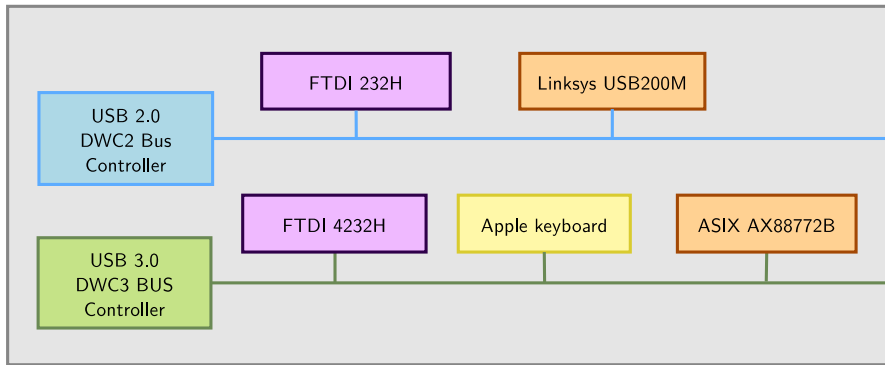 FTDI 232H
Linksys USB200M
USB 2.0
DWC2 Bus
Controller
FTDI 4232H
Apple keyboard
ASIX AX88772B
USB 3.0
DWC3 BUS
Controller